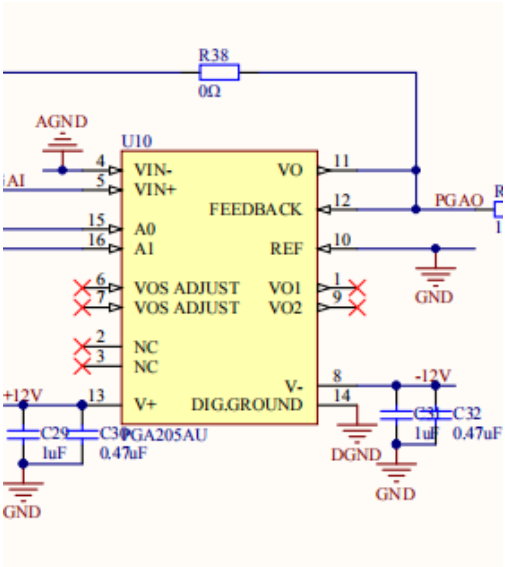 R38
0Ω
AGND
U10
4 VIN- VO 11
AI 5 VIN+
FEEDBACK 12 PGAO R
15 A0 1
16 A1 REF 10
GND
6 VOS ADJUST VO1 1
7 VOS ADJUST VO2 9
2 NC
3 NC
+12V V- 8 -12V
13 V+ DIG.GROUND 14
C29 C30 PGA205AU C31 C32
1uF 0.47uF 1uF 0.47uF
DGND
GND GND